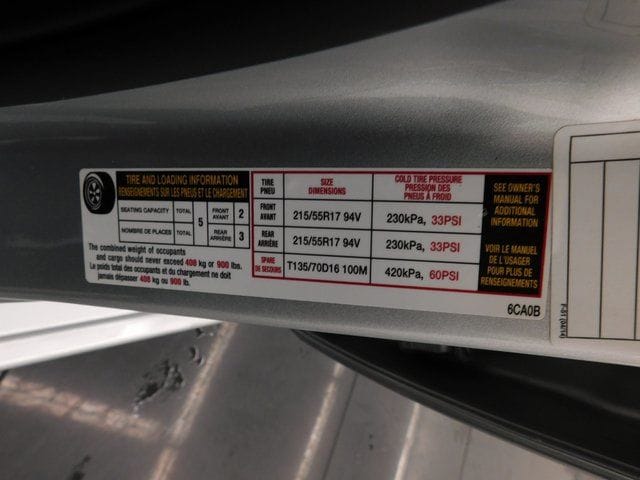 TIRE AND LOADING INFORMATION
RENSEIGNEMENTS SUR LES PNEUS ET LE CHARGEMENT
SEATING CAPACITY TOTAL 5 FRONT AVANT 2
NOMBRE DE PLACES TOTAL REAR ARRIÈRE 3
The combined weight of occupants
and cargo should never exceed 408 kg or 900 lbs.
Le poids total des occupants et du chargement ne doit
jamais dépasser 408 kg ou 900 lb.
TIRE PNEU SIZE DIMENSIONS COLD TIRE PRESSURE PRESSION DES PNEUS À FROID
FRONT AVANT 215/55R17 94V 230kPa, 33PSI
REAR ARRIÈRE 215/55R17 94V 230kPa, 33PSI
SPARE DE SECOURS T135/70D16 100M 420kPa, 60PSI
SEE OWNER'S
MANUAL FOR
ADDITIONAL
INFORMATION
VOIR LE MANUEL
DE L'USAGER
POUR PLUS DE
RENSEIGNEMENTS
6CA0B
F-51 (04/14)